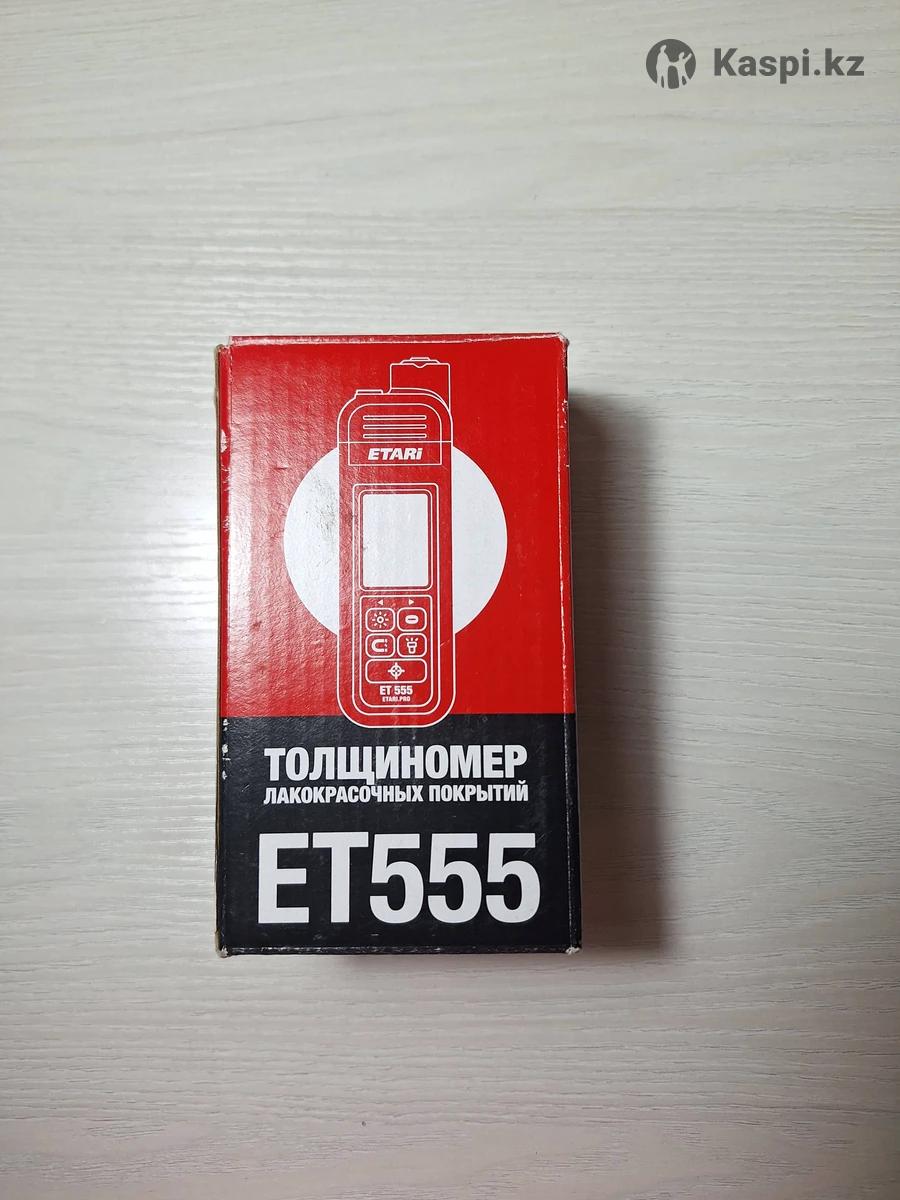 Kaspi.kz
ETARi
ET 555
ETARI.PRO
ТОЛЩИНОМЕР
ЛАКОКРАСОЧНЫХ ПОКРЫТИЙ
ET555